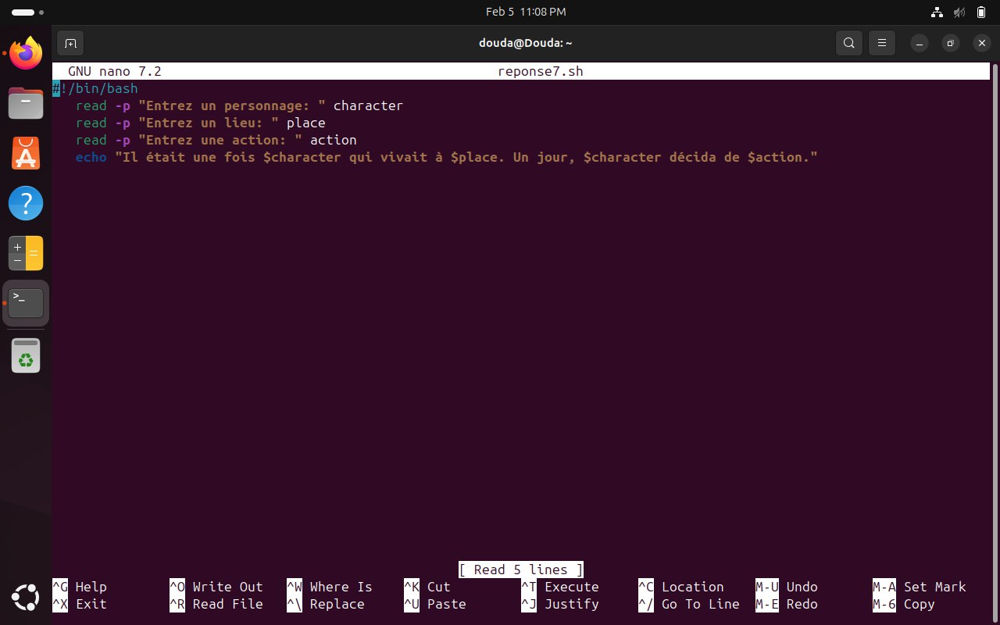 Feb 5 11:08 PM
douda@Douda: ~
GNU nano 7.2 reponse7.sh
#!/bin/bash
read -p "Entrez un personnage: " character
read -p "Entrez un lieu: " place
read -p "Entrez une action: " action
echo "Il était une fois $character qui vivait à $place. Un jour, $character décida de $action."
[ Read 5 lines ]
^G Help ^O Write Out ^W Where Is ^K Cut ^T Execute ^C Location M-U Undo M-A Set Mark
^X Exit ^R Read File ^\ Replace ^U Paste ^J Justify ^/ Go To Line M-E Redo M-6 Copy